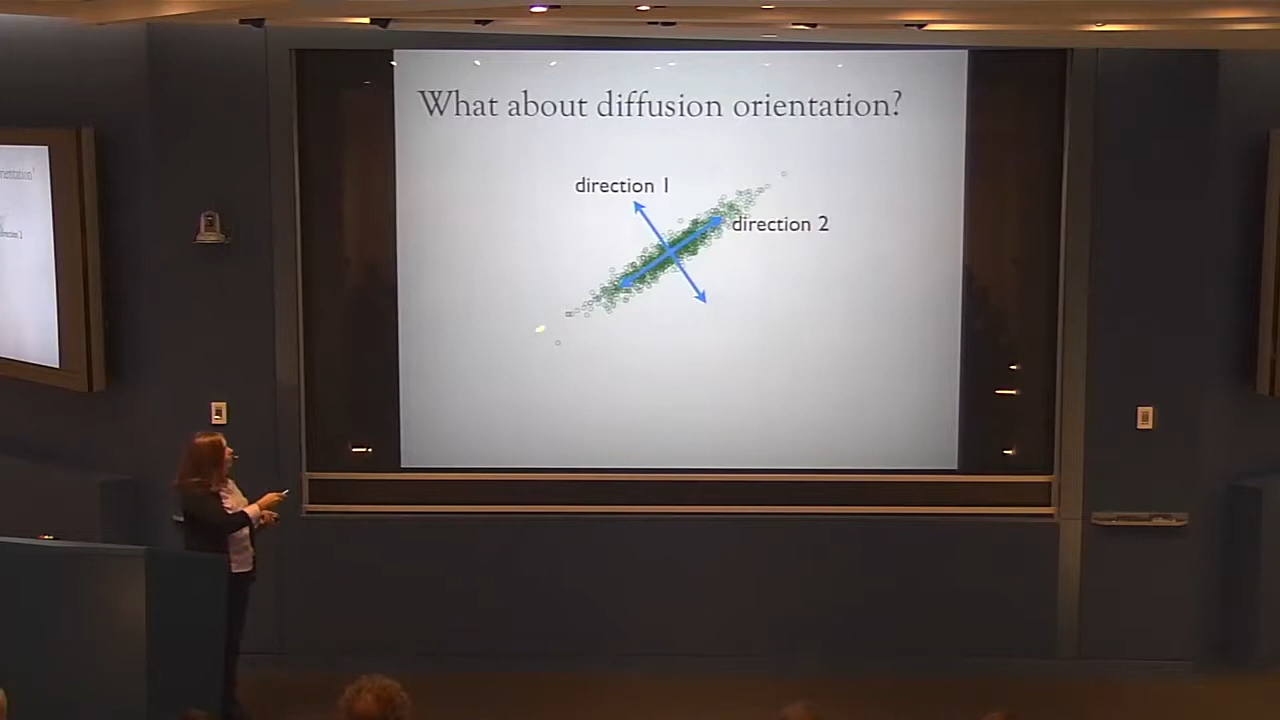 What about diffusion orientation?
direction 1
direction 2